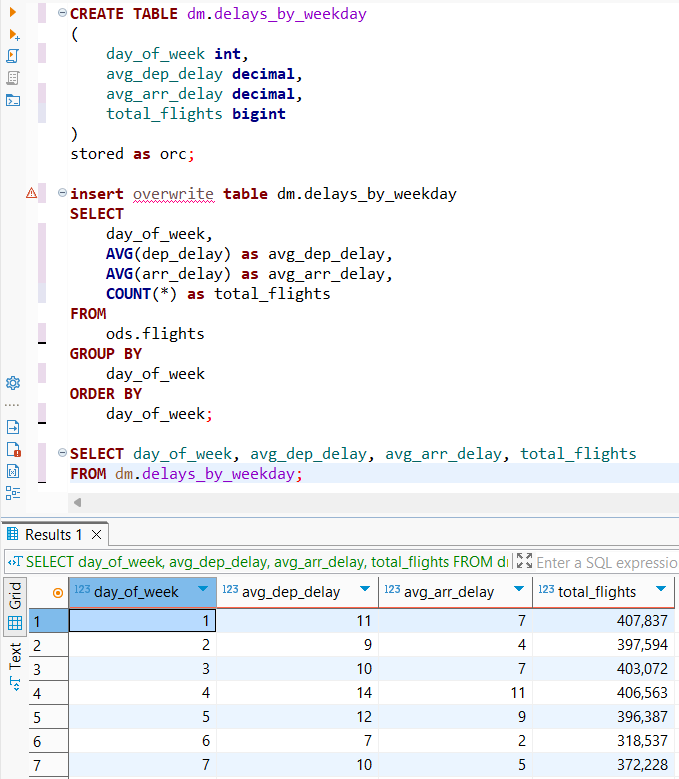 CREATE TABLE dm.delays_by_weekday
(
    day_of_week int,
    avg_dep_delay decimal,
    avg_arr_delay decimal,
    total_flights bigint
)
stored as orc;
insert overwrite table dm.delays_by_weekday
SELECT
    day_of_week,
    AVG(dep_delay) as avg_dep_delay,
    AVG(arr_delay) as avg_arr_delay,
    COUNT(*) as total_flights
FROM
    ods.flights
GROUP BY
    day_of_week
ORDER BY
    day_of_week;
SELECT day_of_week, avg_dep_delay, avg_arr_delay, total_flights
FROM dm.delays_by_weekday;
Results 1
SELECT day_of_week, avg_dep_delay, avg_arr_delay, total_flights FROM d Enter a SQL expressio
Grid
Text
123 day_of_week 123 avg_dep_delay 123 avg_arr_delay 123 total_flights
1 1 11 7 407,837
2 2 9 4 397,594
3 3 10 7 403,072
4 4 14 11 406,563
5 5 12 9 396,387
6 6 7 2 318,537
7 7 10 5 372,228